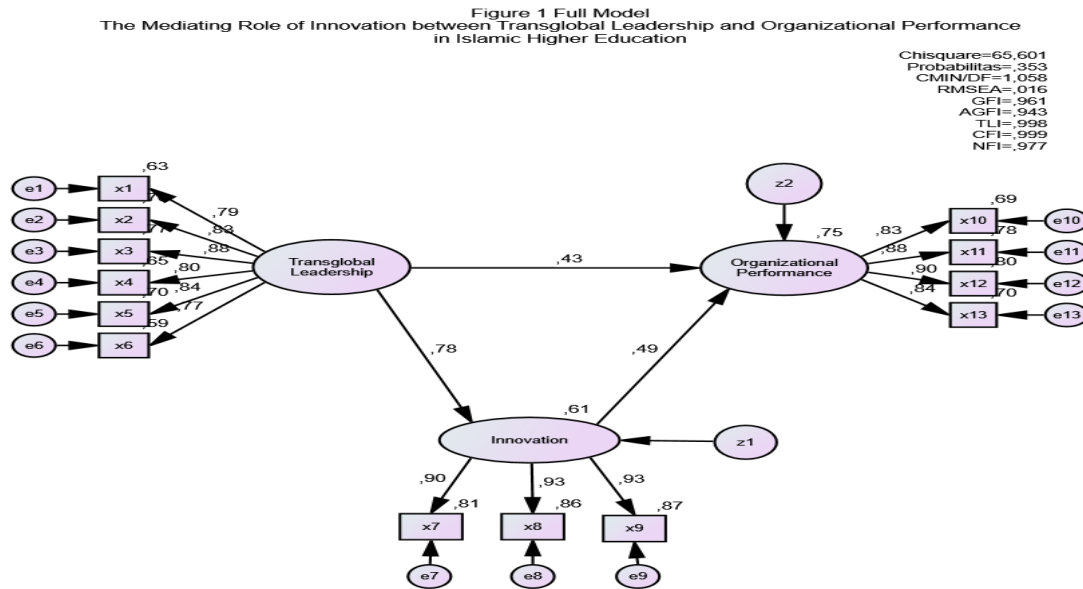 Figure 1 Full Model
The Mediating Role of Innovation between Transglobal Leadership and Organizational Performance
in Islamic Higher Education
Chisquare=65,601
Probabilitas=,353
CMIN/DF=1,058
RMSEA=,016
GFI=,961
AGFI=,943
TLI=,998
CFI=,999
NFI=,977
,63
e1 x1
,79
e2 x2
,83
,77
e3 x3
,88
,65
e4 x4
,80
,70
e5 x5
,84
,77
,59
e6 x6
Transglobal
Leadership
,43
,78
z2
,75
Organizational
Performance
,49
,69
,83
x10 e10
,78
,88
x11 e11
,80
,90
x12 e12
,70
,84
x13 e13
,61
Innovation
z1
,90 ,93 ,93
,81 ,86 ,87
x7 x8 x9
e7 e8 e9